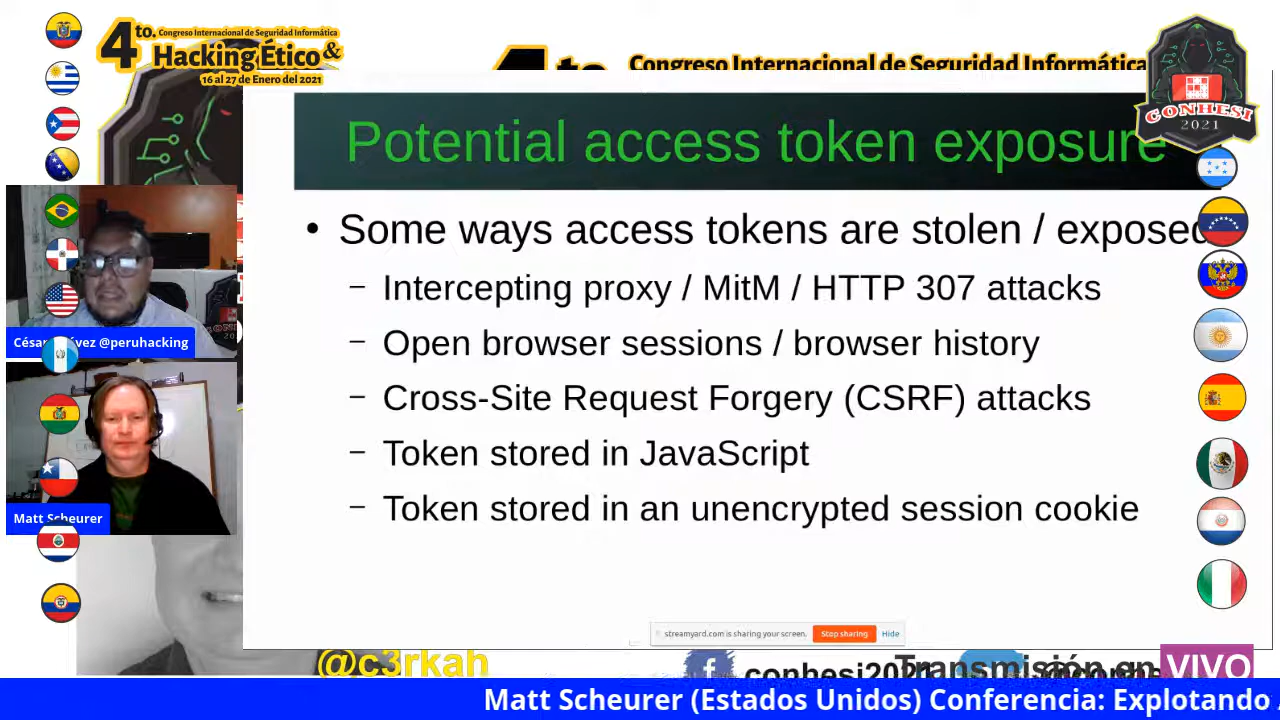 4to. Congreso Internacional de Seguridad Informática
Hacking Ético &
16 al 27 de Enero del 2021
Congreso Internacional de Seguridad Informática
CONHESI
2021
Potential access token exposure
• Some ways access tokens are stolen / exposed
– Intercepting proxy / MitM / HTTP 307 attacks
– Open browser sessions / browser history
– Cross-Site Request Forgery (CSRF) attacks
– Token stored in JavaScript
– Token stored in an unencrypted session cookie
@peruhacking
Matt Scheurer
streamyard.com is sharing your screen.
Stop sharing
Hide
@c3rkah
conhesi2021
Transmisión en VIVO
Matt Scheurer (Estados Unidos) Conferencia: Explotando